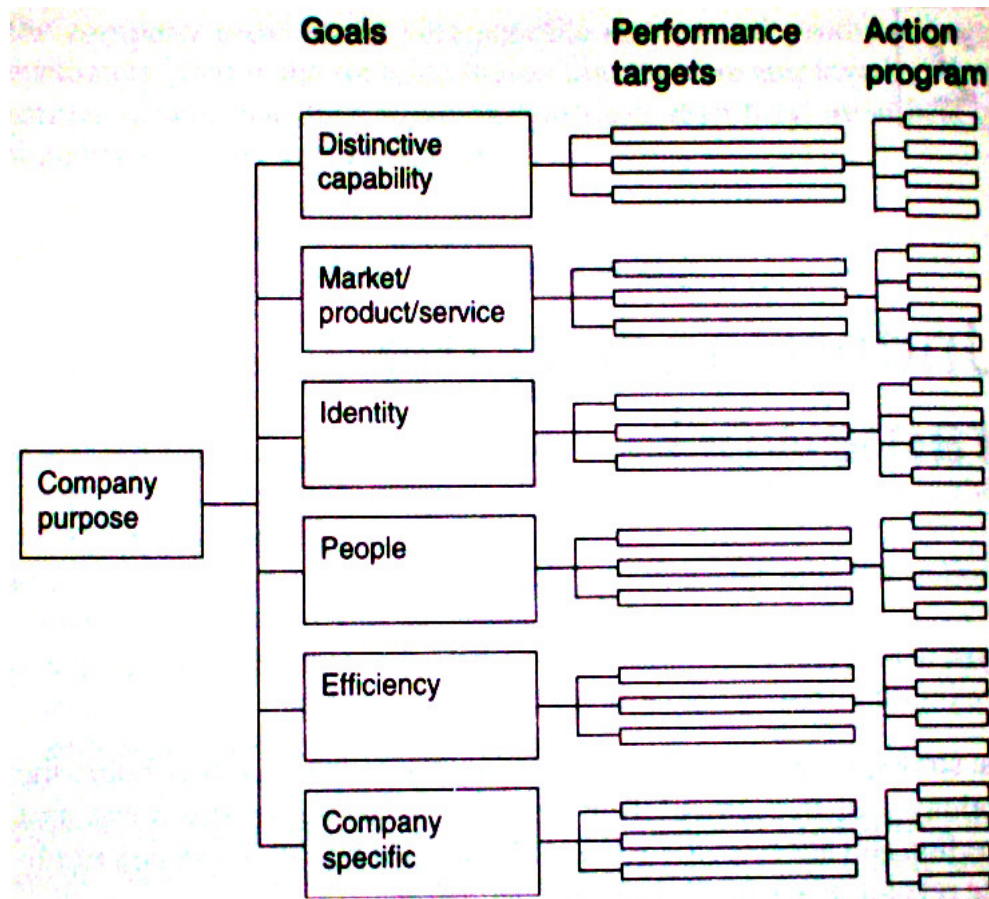 Goals
Performance
targets
Action
program
Distinctive
capability
Market/
product/service
Identity
Company
purpose
People
Efficiency
Company
specific